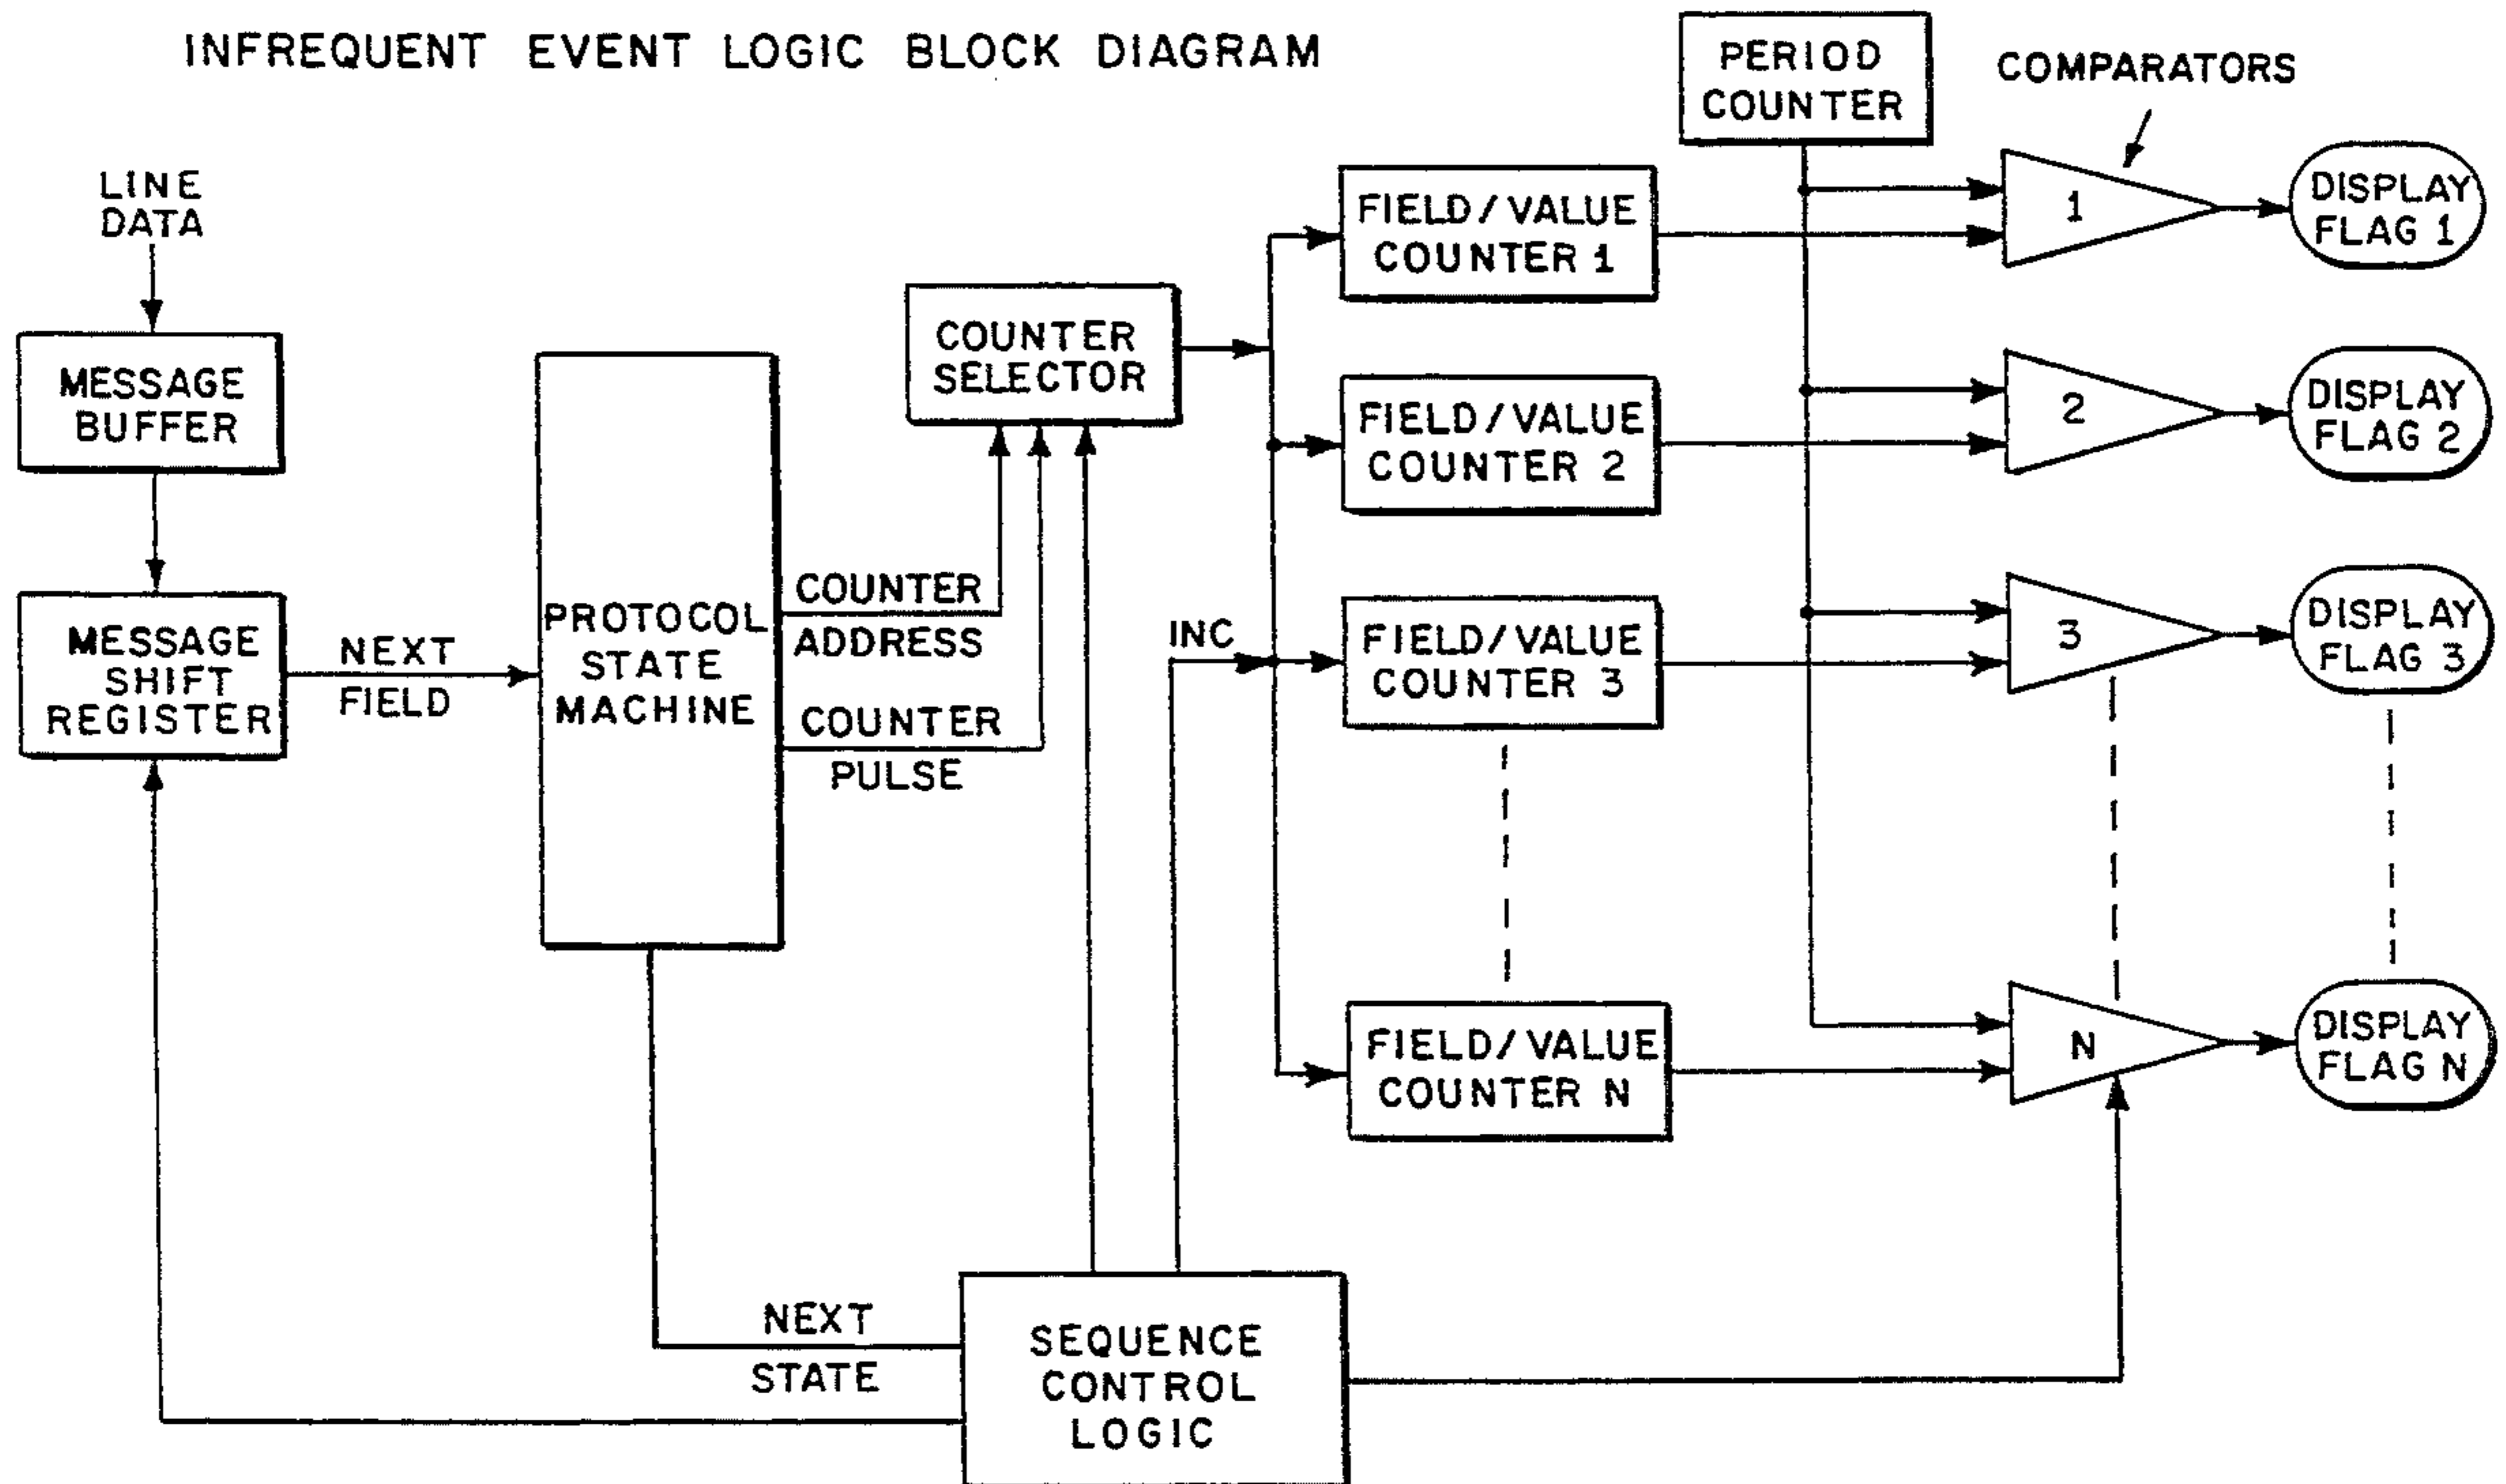 INFREQUENT EVENT LOGIC BLOCK DIAGRAM
PERIOD
COUNTER
COMPARATORS
LINE
DATA
MESSAGE
BUFFER
MESSAGE
SHIFT
REGISTER
NEXT
FIELD
PROTOCOL
STATE
MACHINE
COUNTER
ADDRESS
COUNTER
PULSE
COUNTER
SELECTOR
INC
FIELD/VALUE
COUNTER 1
FIELD/VALUE
COUNTER 2
FIELD/VALUE
COUNTER 3
FIELD/VALUE
COUNTER N
1
2
3
N
DISPLAY
FLAG 1
DISPLAY
FLAG 2
DISPLAY
FLAG 3
DISPLAY
FLAG N
NEXT
STATE
SEQUENCE
CONTROL
LOGIC